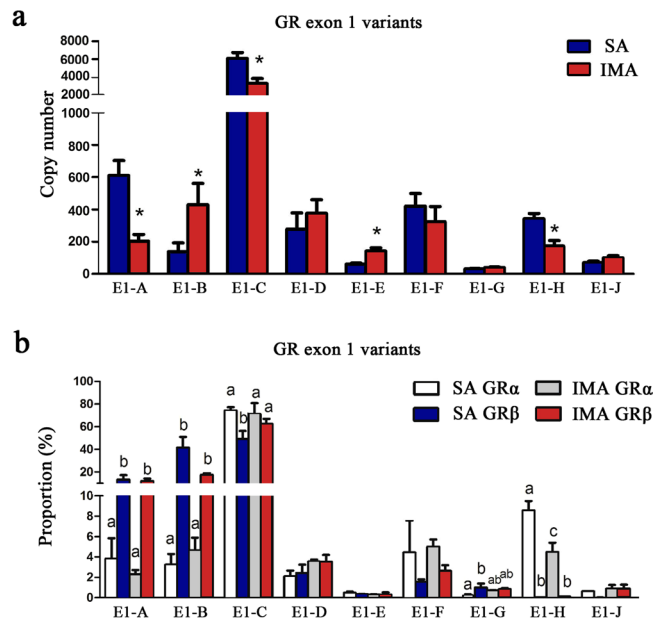 a
GR exon 1 variants
SA
IMA
Copy number
8000
6000
4000
2000
1000
800
600
400
200
0
* * * * *
E1-A E1-B E1-C E1-D E1-E E1-F E1-G E1-H E1-J
b
GR exon 1 variants
SA GRα IMA GRα
SA GRβ IMA GRβ
Proportion (%)
100
80
60
40
20
10
8
6
4
2
0
a b a b a b a b a b a a a b ab ab a b c b
E1-A E1-B E1-C E1-D E1-E E1-F E1-G E1-H E1-J